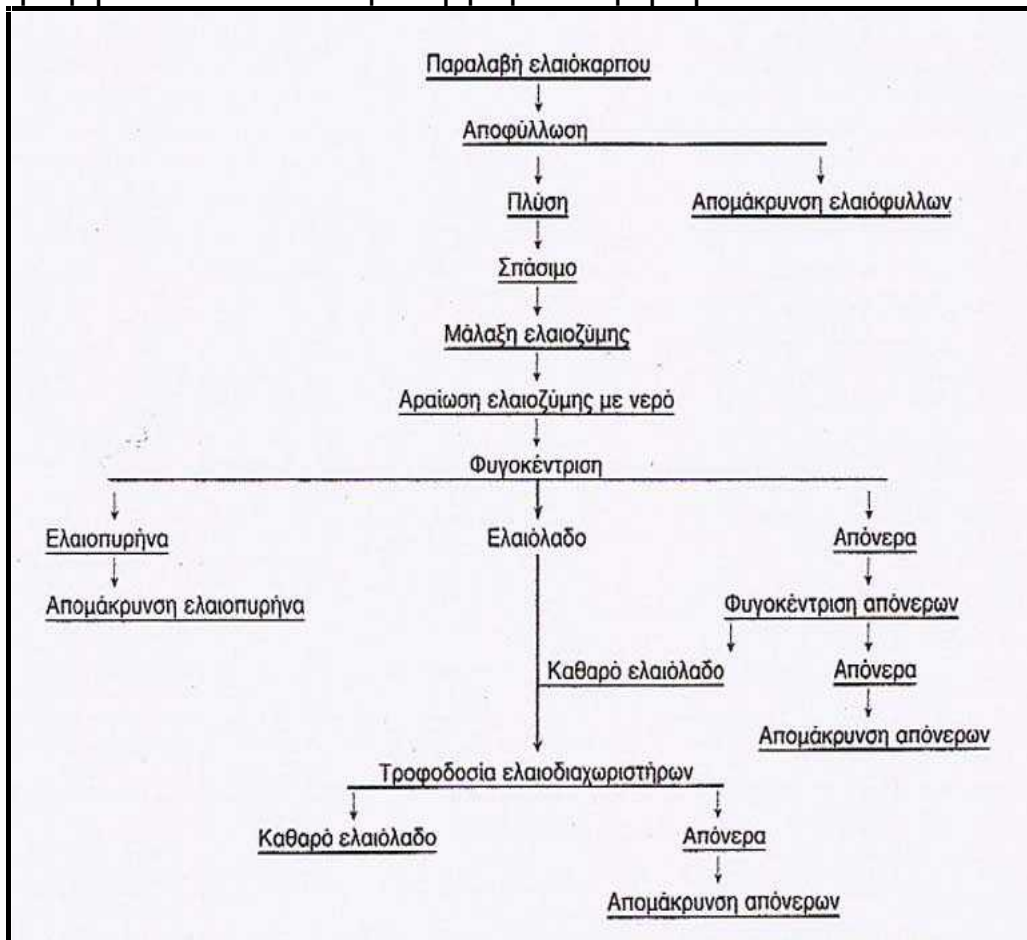 Παραλαβή ελαιόκαρπου
Αποφύλλωση
Πλύση Απομάκρυνση ελαιόφυλλων
Σπάσιμο
Μάλαξη ελαιοζύμης
Αραίωση ελαιοζύμης με νερό
Φυγοκέντριση
Ελαιοπυρήνα Ελαιόλαδο Απόνερα
Απομάκρυνση ελαιοπυρήνα Φυγοκέντριση απόνερων
Καθαρό ελαιόλαδο Απόνερα
Απομάκρυνση απόνερων
Τροφοδοσία ελαιοδιαχωριστήρων
Καθαρό ελαιόλαδο Απόνερα
Απομάκρυνση απόνερων